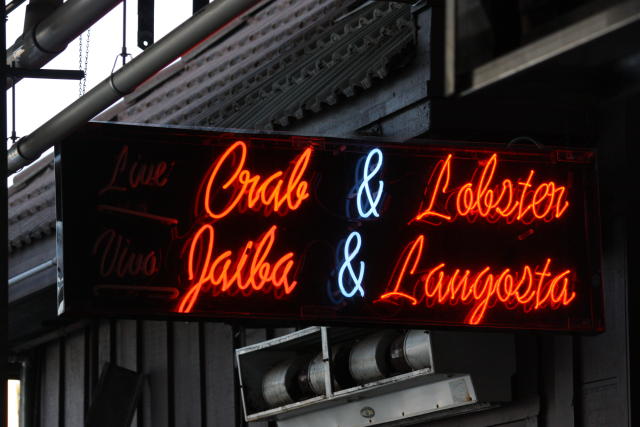 Live Crab & Lobster
Vivo Jaiba & Langosta